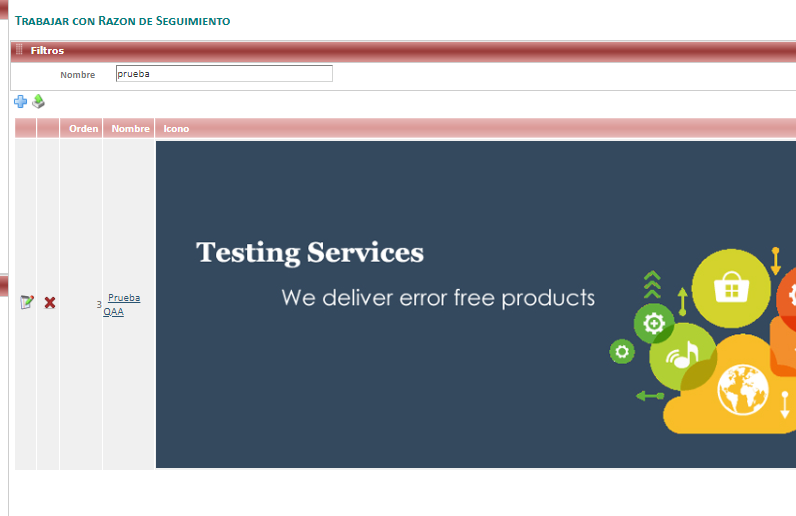 Trabajar con Razon de Seguimiento
Filtros
Nombre prueba
Orden Nombre Icono
Testing Services
We deliver error free products
3 Prueba
QAA